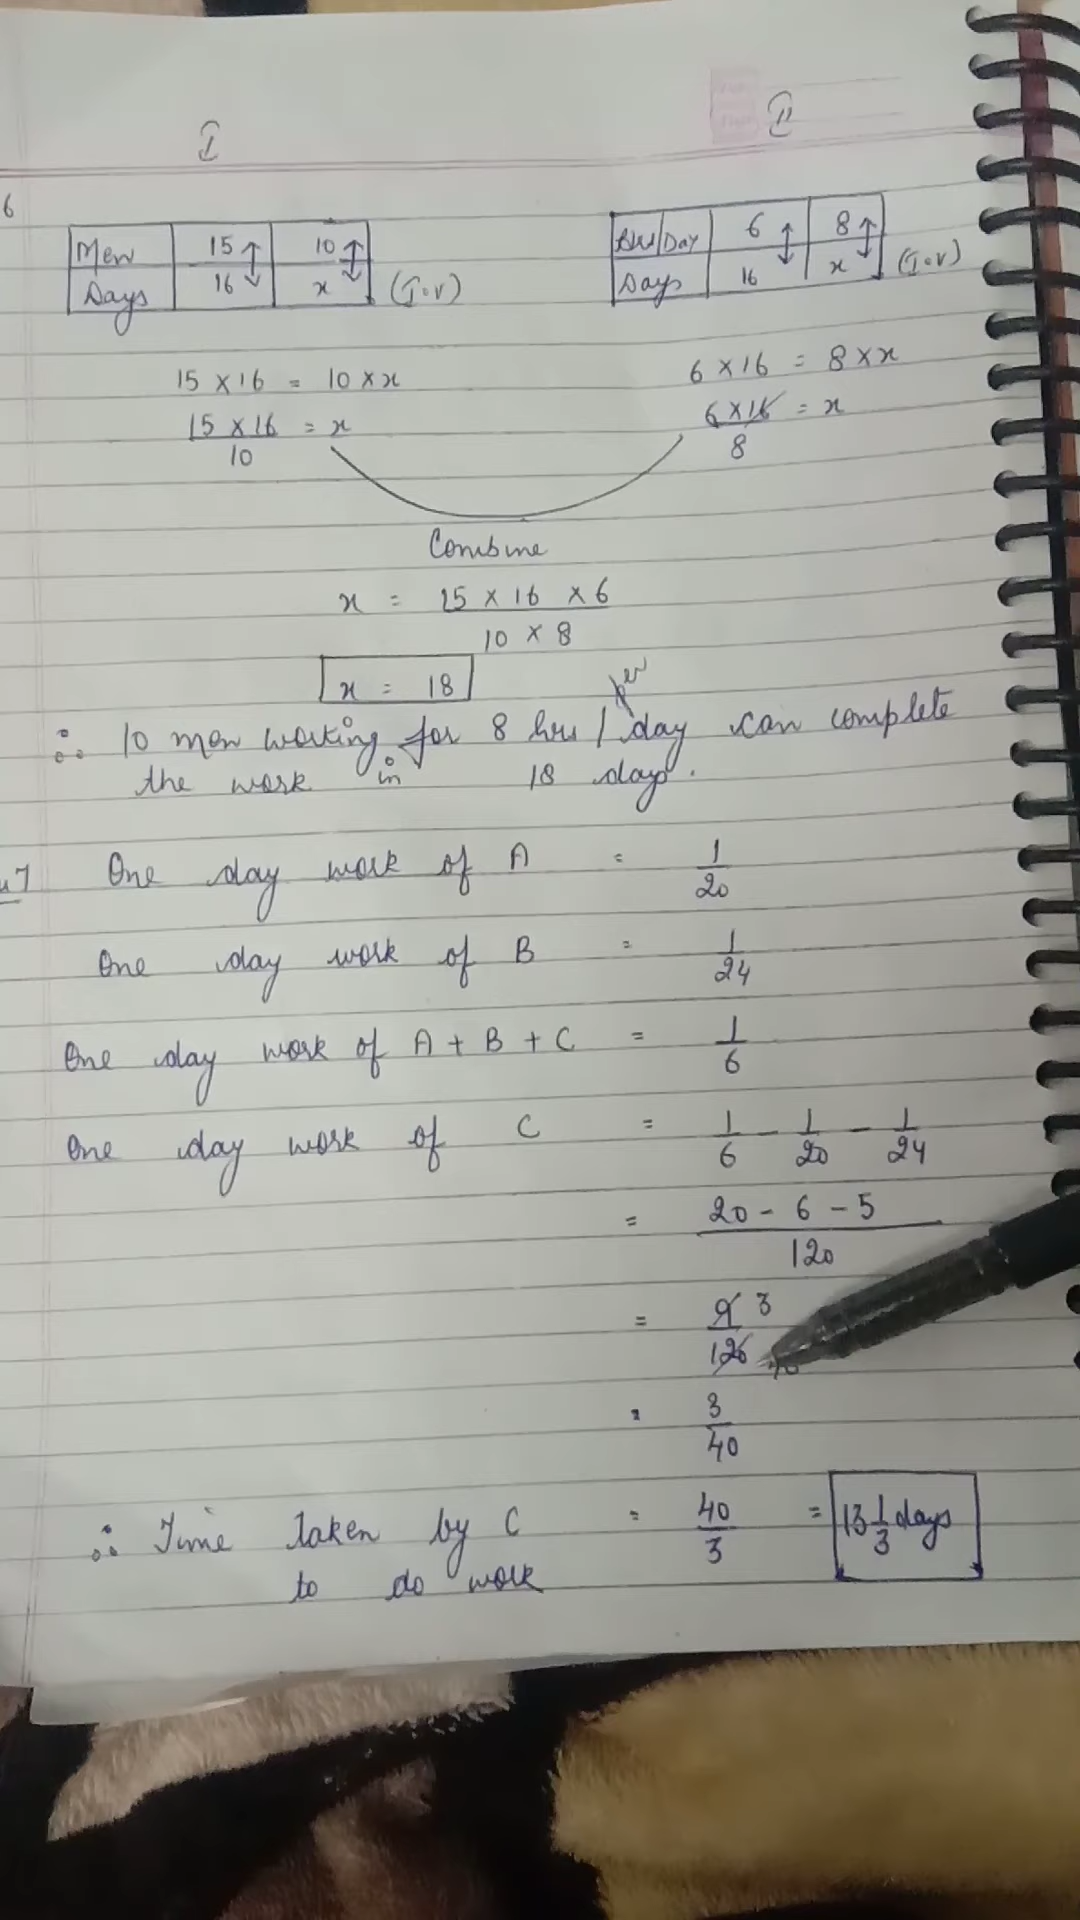 I II
6
Men 15 10
Days 16 x (I.V)
Hrs/Day 6 8
Days 16 x (I.V)
15 × 16 = 10 × x
15 × 16 = x
10
6 × 16 = 8 × x
6 × 16 = x
8
Combine
x = 15 × 16 × 6
10 × 8
x = 18
per
∴ 10 men working for 8 hrs / day can complete
the work in 18 days.
7 One day work of A = 1/20
One day work of B = 1/24
One day work of A + B + C = 1/6
One day work of C = 1/6 - 1/20 - 1/24
= 20 - 6 - 5
120
= 9 3
120 40
= 3/40
∴ Time taken by C = 40/3 = 13 1/3 days
to do work